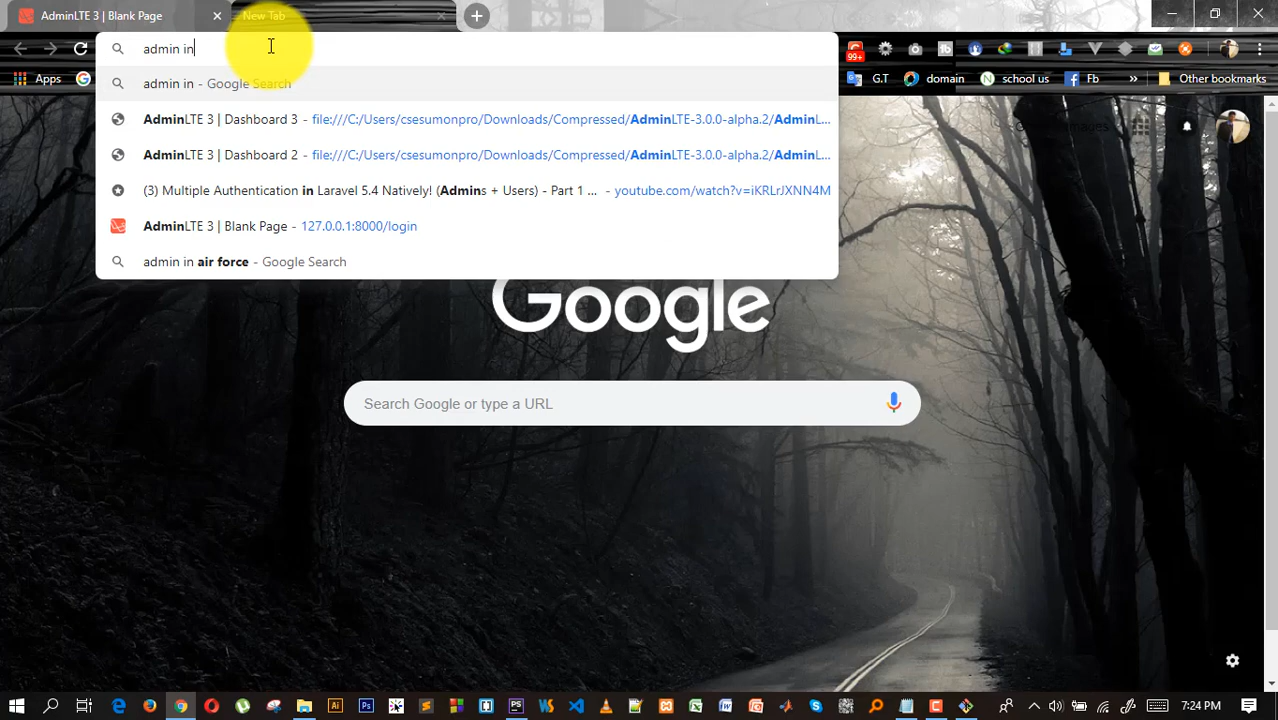 AdminLTE 3 | Blank Page
New Tab
admin in
99+
Apps
G.T
domain
school us
Fb
»
Other bookmarks
admin in - Google Search
AdminLTE 3 | Dashboard 3 - file:///C:/Users/csesumonpro/Downloads/Compressed/AdminLTE-3.0.0-alpha.2/AdminL...
AdminLTE 3 | Dashboard 2 - file:///C:/Users/csesumonpro/Downloads/Compressed/AdminLTE-3.0.0-alpha.2/AdminL...
(3) Multiple Authentication in Laravel 5.4 Natively! (Admins + Users) - Part 1 ... - youtube.com/watch?v=iKRLrJXNN4M
AdminLTE 3 | Blank Page - 127.0.0.1:8000/login
admin in air force - Google Search
Google
Search Google or type a URL
7:24 PM